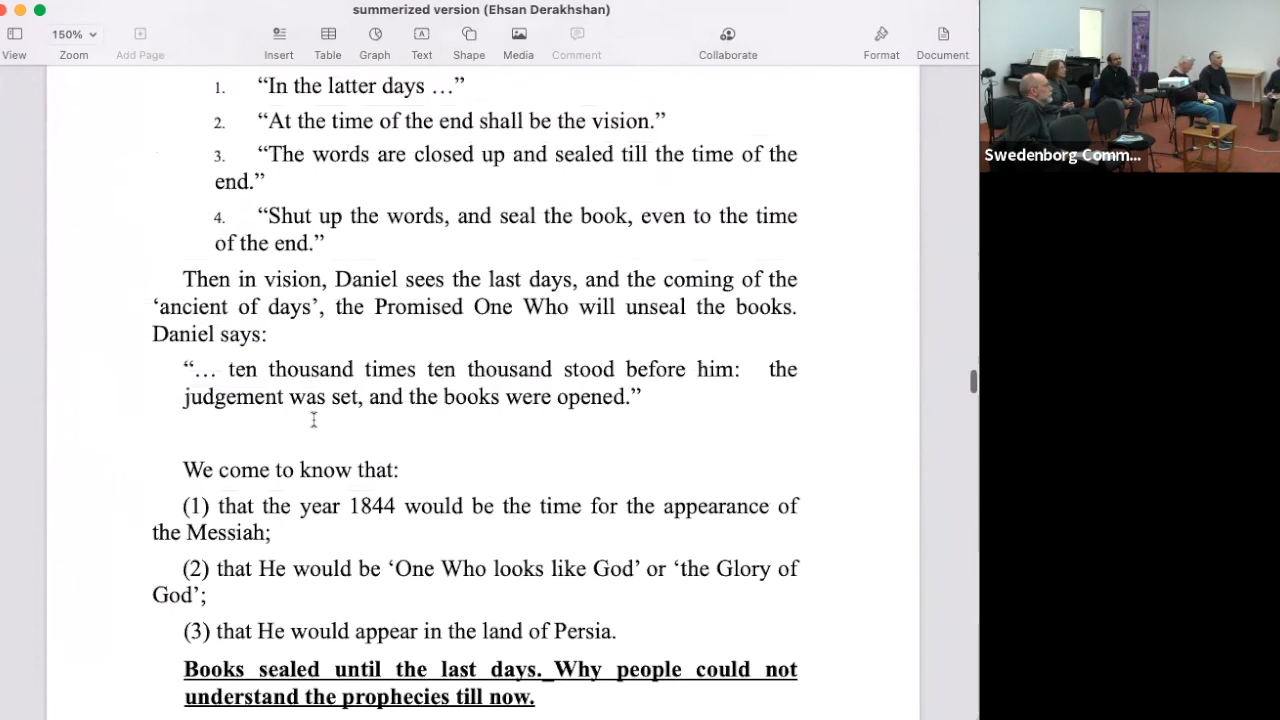 summerized version (Ehsan Derakhshan)
150%
View
Zoom
Add Page
Insert
Table
Graph
Text
Shape
Media
Comment
Collaborate
Format
Document
1. “In the latter days …”
2. “At the time of the end shall be the vision.”
3. “The words are closed up and sealed till the time of the
end.”
4. “Shut up the words, and seal the book, even to the time
of the end.”
Then in vision, Daniel sees the last days, and the coming of the
‘ancient of days’, the Promised One Who will unseal the books.
Daniel says:
“… ten thousand times ten thousand stood before him: the
judgement was set, and the books were opened.”
We come to know that:
(1) that the year 1844 would be the time for the appearance of
the Messiah;
(2) that He would be ‘One Who looks like God’ or ‘the Glory of
God’;
(3) that He would appear in the land of Persia.
Books sealed until the last days. Why people could not
understand the prophecies till now.
Swedenborg Comm...